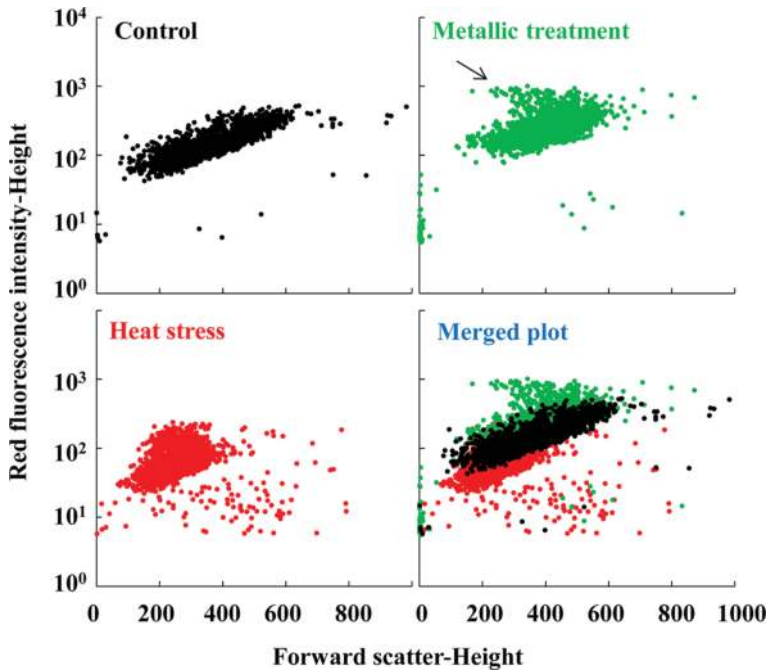 10⁴
Control
Metallic treatment
10³
10²
10¹
10⁰
Heat stress
Merged plot
10³
10²
10¹
10⁰
0 200 400 600 800 0 200 400 600 800 1000
Red fluorescence intensity-Height
Forward scatter-Height